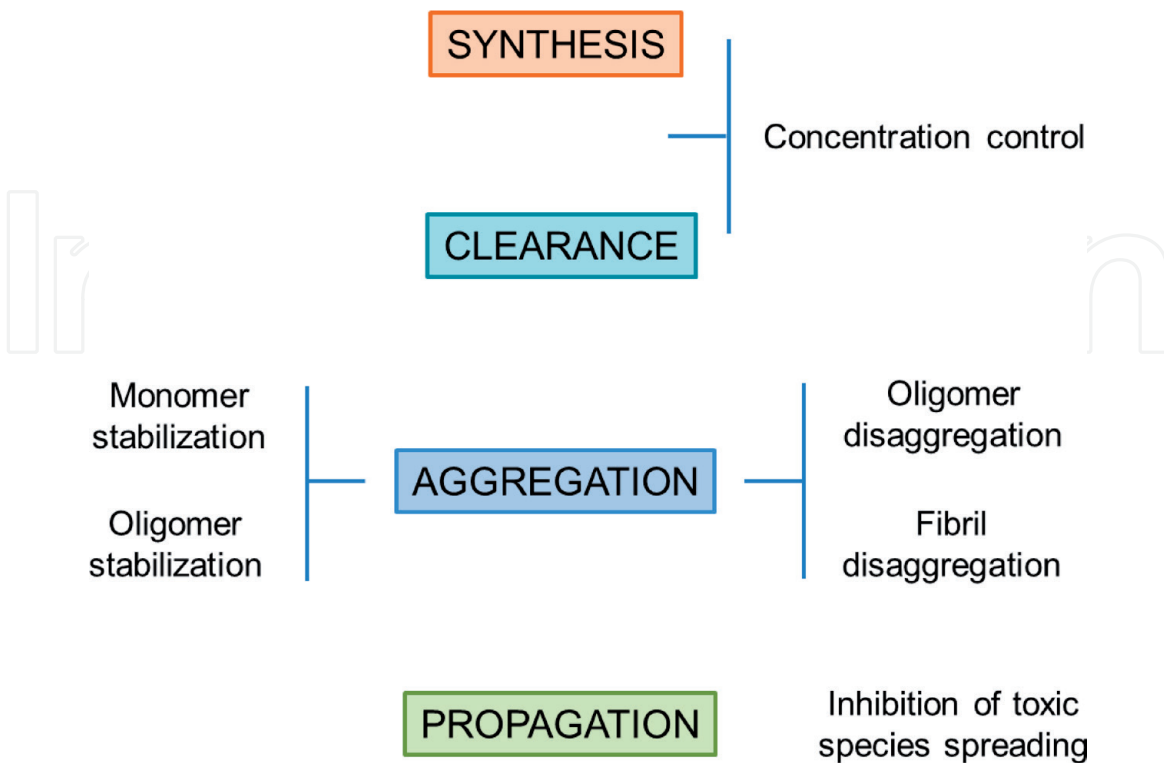 SYNTHESIS
Concentration control
CLEARANCE
Monomer
stabilization
Oligomer
stabilization
AGGREGATION
Oligomer
disaggregation
Fibril
disaggregation
PROPAGATION
Inhibition of toxic
species spreading